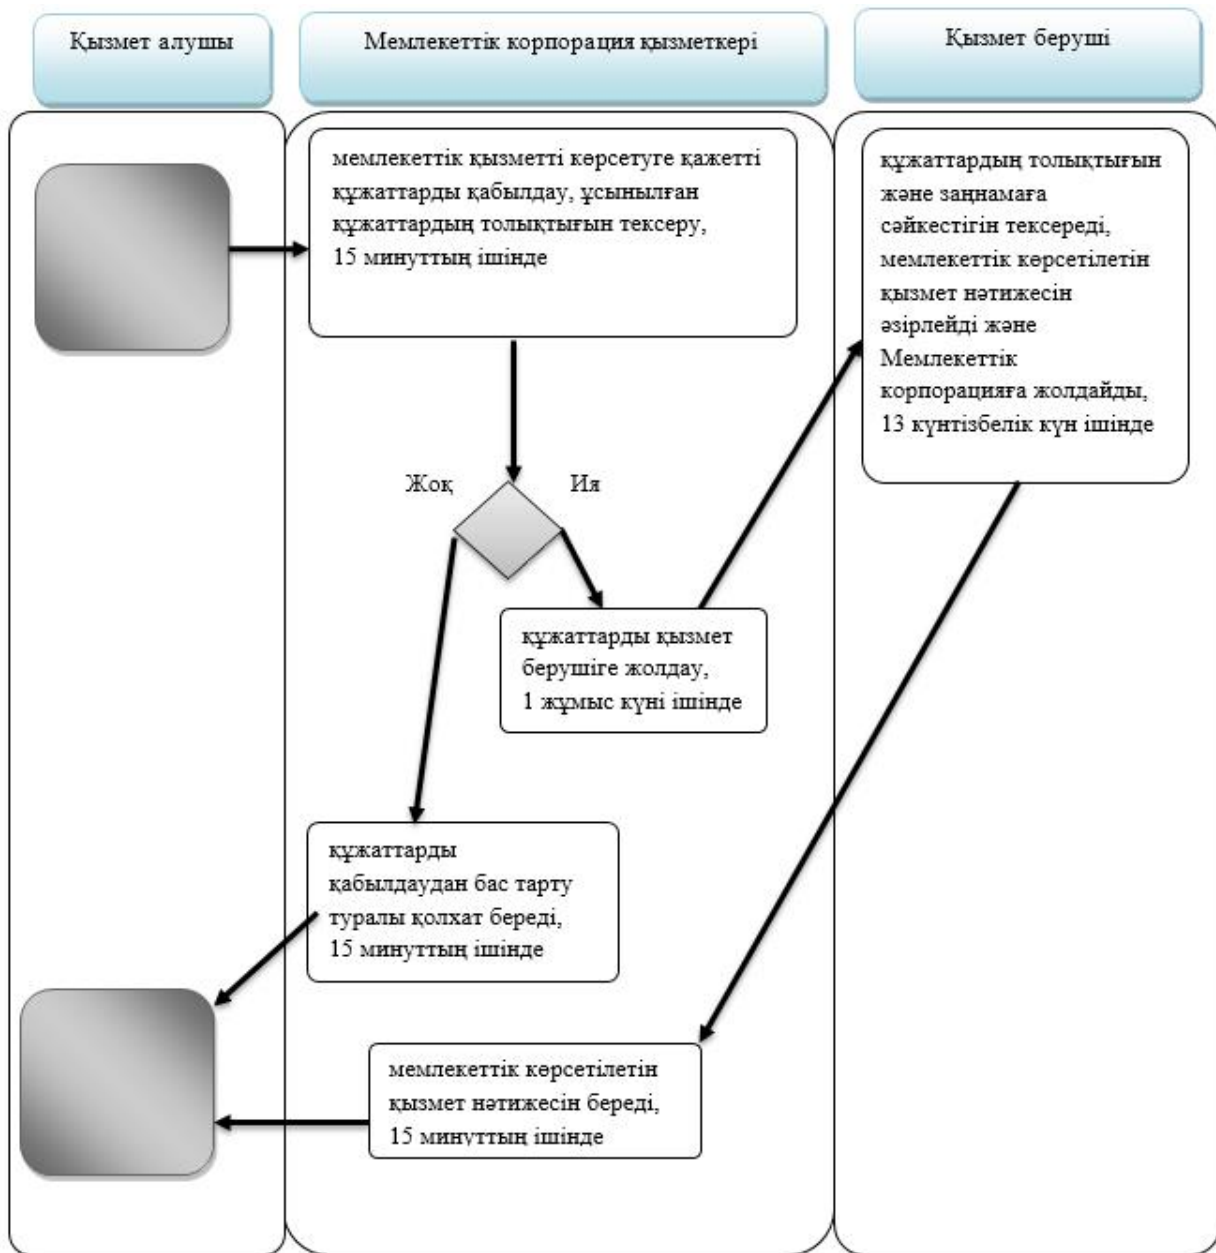 Қызмет алушы
Мемлекеттік корпорация қызметкері
Қызмет беруші
мемлекеттік қызметті көрсетуге қажетті
құжаттарды қабылдау, ұсынылған
құжаттардың толықтығын тексеру,
15 минуттың ішінде
құжаттардың толықтығын
және заңнамаға
сәйкестігін тексереді,
мемлекеттік көрсетілетін
қызмет нәтижесін
әзірлейді және
Мемлекеттік
корпорацияға жолдайды,
13 күнтізбелік күн ішінде
Жоқ
Ия
құжаттарды қызмет
берушіге жолдау,
1 жұмыс күні ішінде
құжаттарды
қабылдаудан бас тарту
туралы қолхат береді,
15 минуттың ішінде
мемлекеттік көрсетілетін
қызмет нәтижесін береді,
15 минуттың ішінде